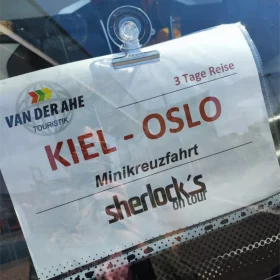 3 Tage Reise
VAN DER AHE
TOURISTIK
KIEL - OSLO
Minikreuzfahrt
sherlock's
on tour